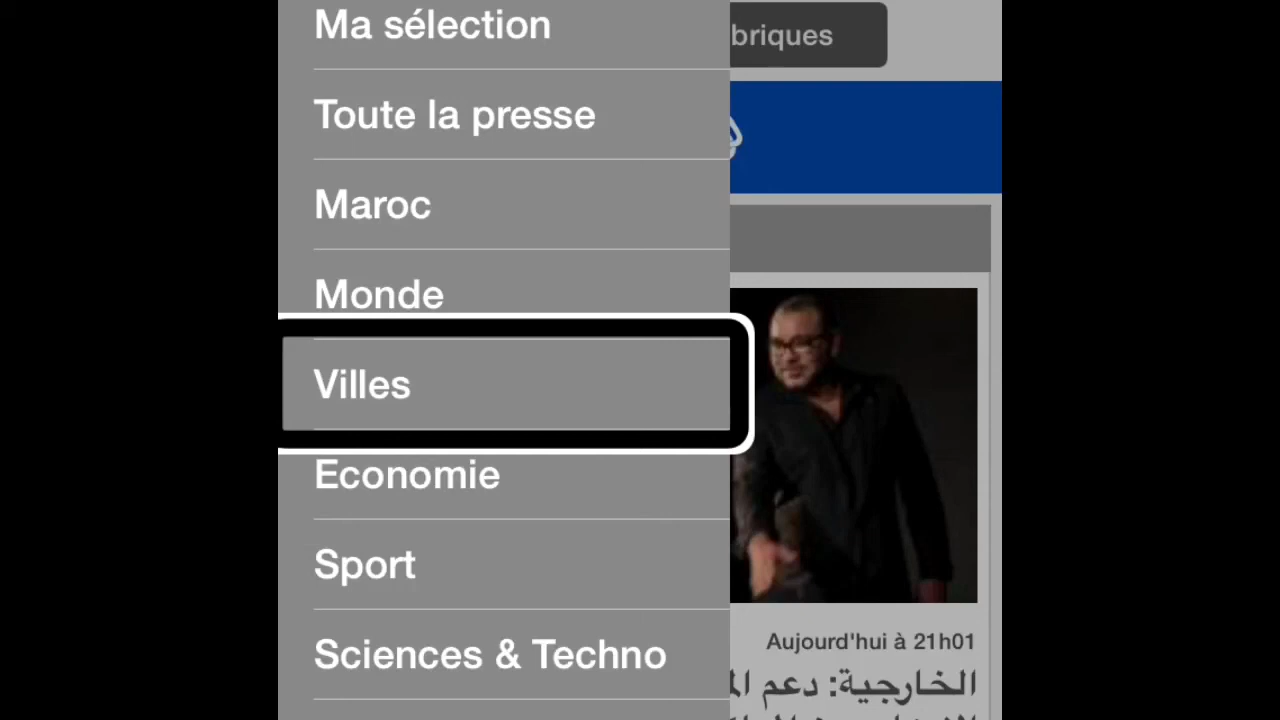 Ma sélection
briques
Toute la presse
Maroc
Monde
Villes
Economie
Sport
Sciences & Techno
Aujourd'hui à 21h01
الخارجية: دعم